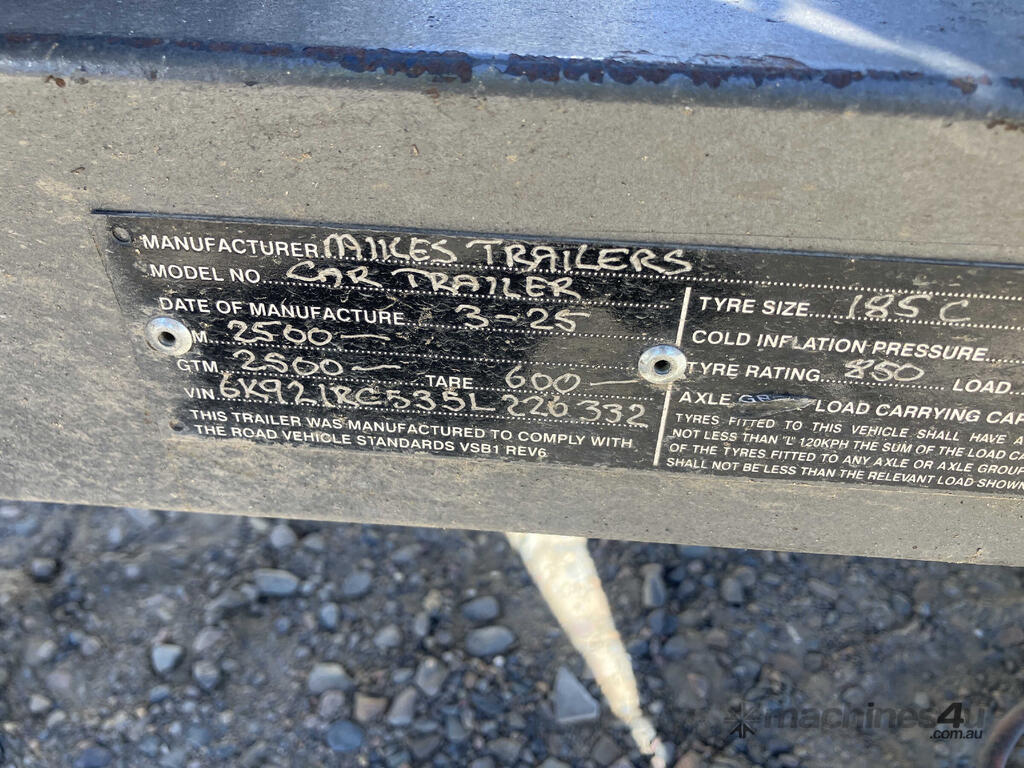 MANUFACTURER MIKES TRAILERS
MODEL NO. CAR TRAILER
DATE OF MANUFACTURE 3-25
M. 2500-
GTM. 2500- TARE 600-
VIN 6K921RC535L226332
THIS TRAILER WAS MANUFACTURED TO COMPLY WITH
THE ROAD VEHICLE STANDARDS VSB1 REV6
TYRE SIZE 185 C
COLD INFLATION PRESSURE
TYRE RATING 850 LOAD
AXLE LOAD CARRYING CAP
TYRES FITTED TO THIS VEHICLE SHALL HAVE A
NOT LESS THAN "L" 120KPH THE SUM OF THE LOAD CA
OF THE TYRES FITTED TO ANY AXLE OR AXLE GROUP
SHALL NOT BE LESS THAN THE RELEVANT LOAD SHOWN
machines4u
.com.au